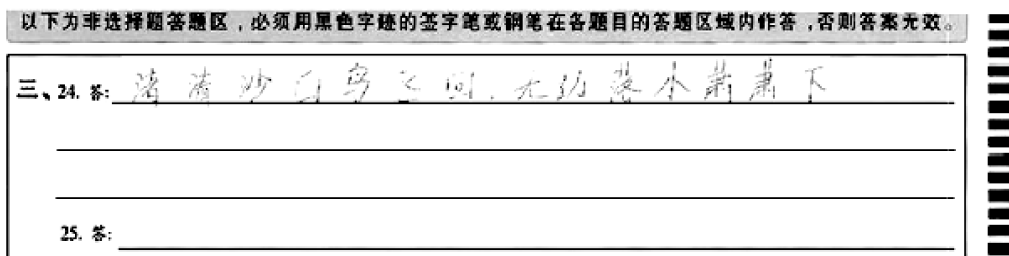 以下为非选择题答题区，必须用黑色字迹的签字笔或钢笔在各题目的答题区域内作答，否则答案无效。
三、24. 答: 渚清沙白鸟飞回，无边落木萧萧下
25. 答: